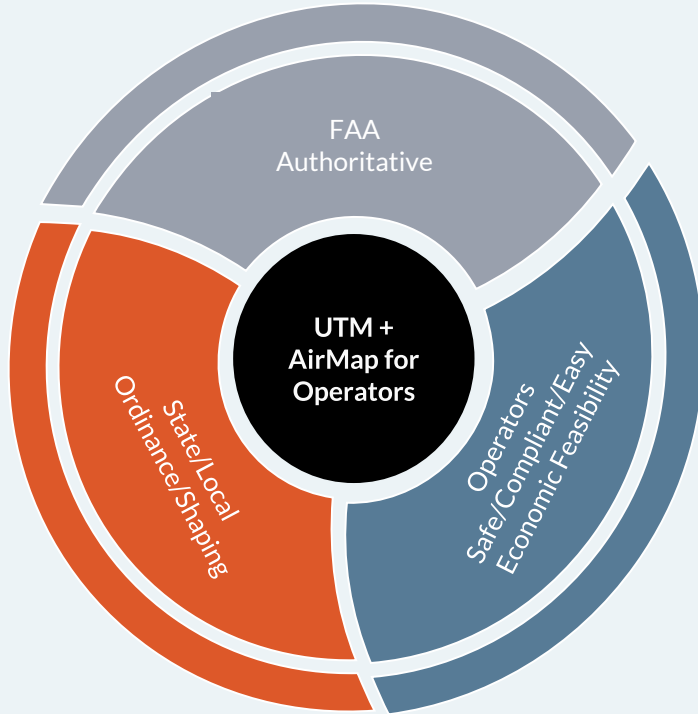 FAA
Authoritative
UTM +
AirMap for
Operators
State/Local
Ordinance/Shaping
Operators
Safe/Compliant/Easy
Economic Feasibility